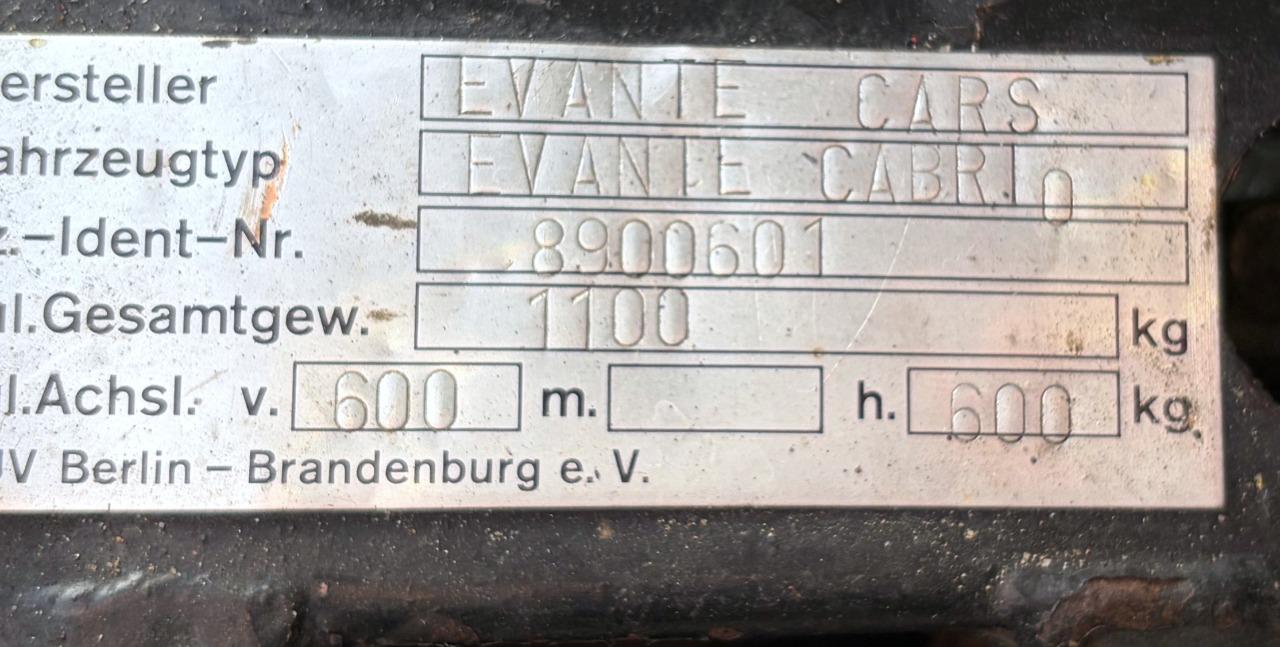 ersteller EVANTE CARS
ahrzeugtyp EVANTE CABRIO
z.-Ident-Nr. 8900601
l.Gesamtgew. 1100 kg
l.Achsl. v. 600 m. h. 600 kg
V Berlin - Brandenburg e. V.